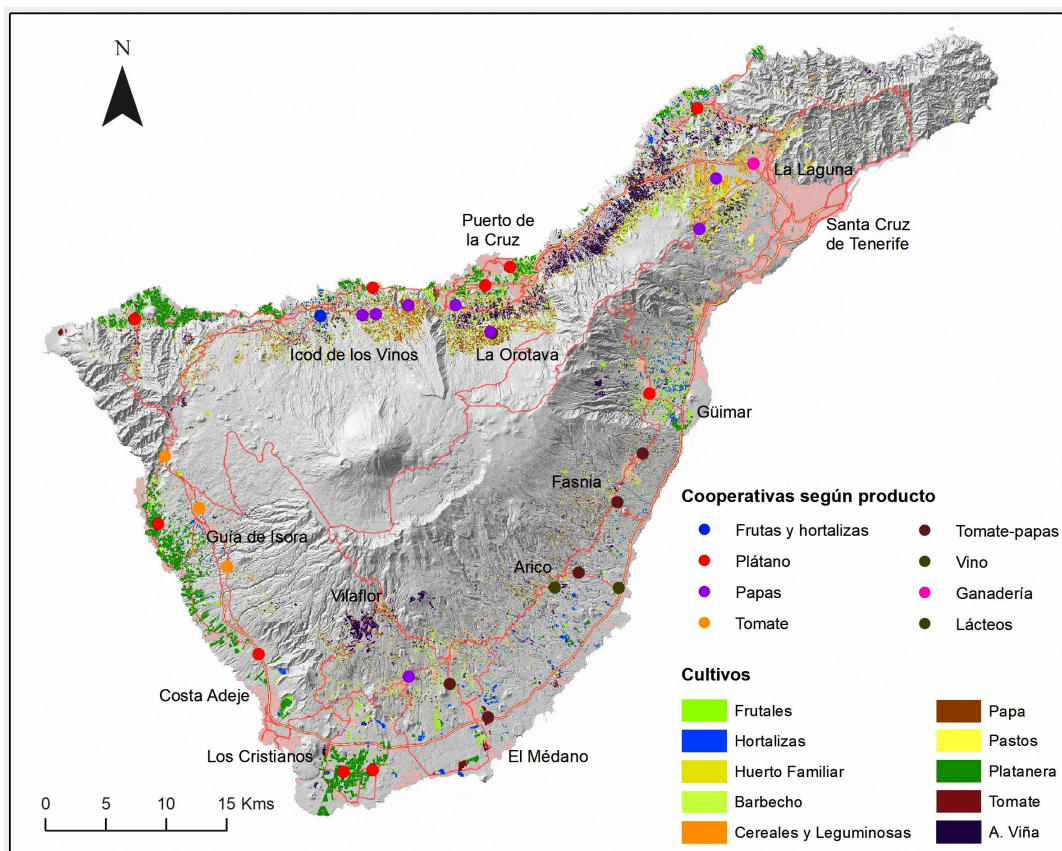 N
La Laguna
Puerto de
la Cruz
Santa Cruz
de Tenerife
Icod de los Vinos
La Orotava
Güimar
Fasnia
Guía de Isora
Arico
Vilaflor
Costa Adeje
Los Cristianos
El Médano
0 5 10 15 Kms
Cooperativas según producto
Frutas y hortalizas
Plátano
Papas
Tomate
Tomate-papas
Vino
Ganadería
Lácteos
Cultivos
Frutales
Hortalizas
Huerto Familiar
Barbecho
Cereales y Leguminosas
Papa
Pastos
Platanera
Tomate
A. Viña